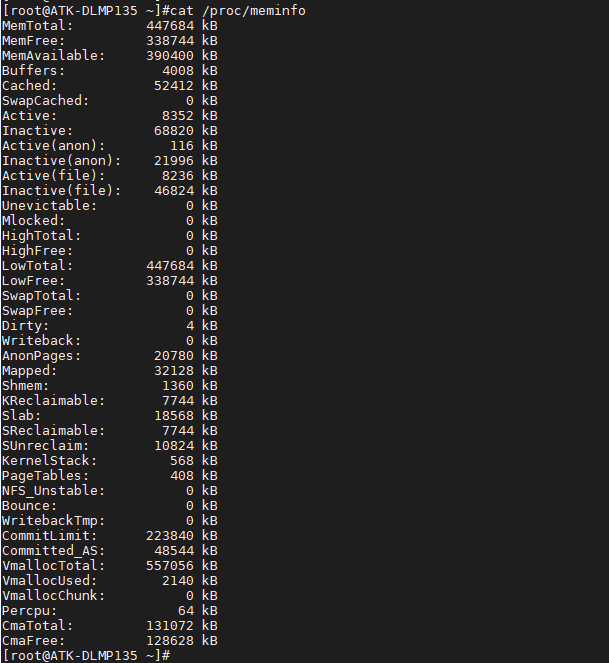 [root@ATK-DLMP135 ~]#cat /proc/meminfo
MemTotal:         447684 kB
MemFree:          338744 kB
MemAvailable:     390400 kB
Buffers:            4008 kB
Cached:            52412 kB
SwapCached:            0 kB
Active:             8352 kB
Inactive:          68820 kB
Active(anon):        116 kB
Inactive(anon):    21996 kB
Active(file):       8236 kB
Inactive(file):    46824 kB
Unevictable:           0 kB
Mlocked:               0 kB
HighTotal:             0 kB
HighFree:              0 kB
LowTotal:         447684 kB
LowFree:          338744 kB
SwapTotal:             0 kB
SwapFree:              0 kB
Dirty:                 4 kB
Writeback:             0 kB
AnonPages:         20780 kB
Mapped:            32128 kB
Shmem:              1360 kB
KReclaimable:       7744 kB
Slab:              18568 kB
SReclaimable:       7744 kB
SUnreclaim:        10824 kB
KernelStack:         568 kB
PageTables:          408 kB
NFS_Unstable:          0 kB
Bounce:                0 kB
WritebackTmp:          0 kB
CommitLimit:      223840 kB
Committed_AS:      48544 kB
VmallocTotal:     557056 kB
VmallocUsed:        2140 kB
VmallocChunk:          0 kB
Percpu:               64 kB
CmaTotal:         131072 kB
CmaFree:          128628 kB
[root@ATK-DLMP135 ~]#